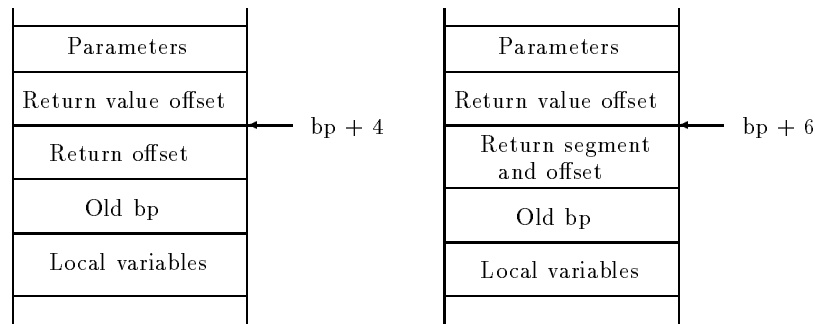 Parameters
Return value offset
bp + 4
Return offset
Old bp
Local variables
Parameters
Return value offset
bp + 6
Return segment
and offset
Old bp
Local variables